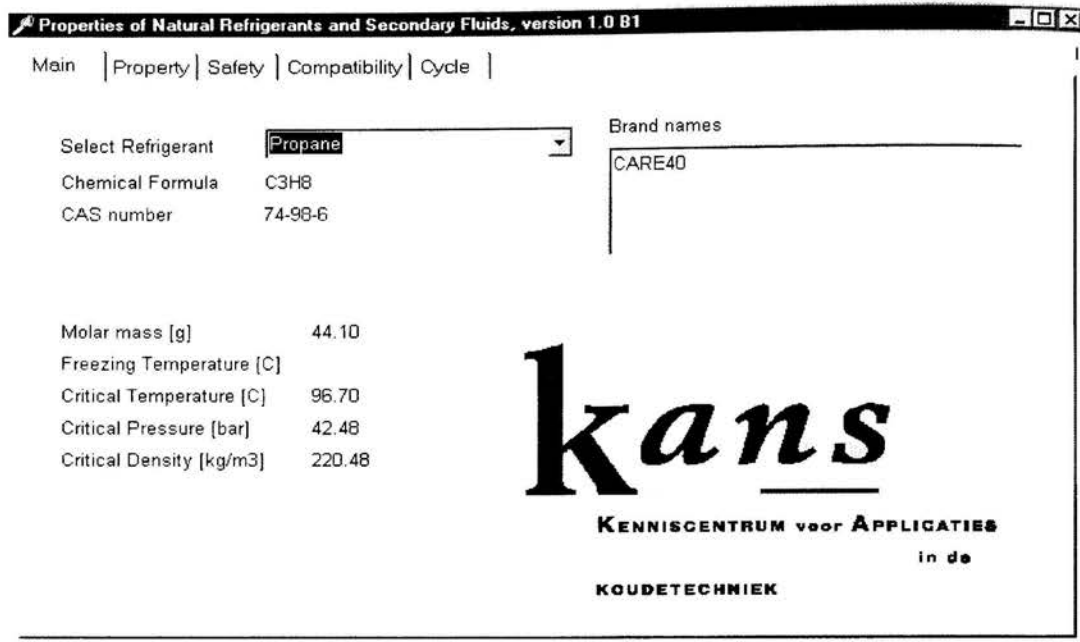 Properties of Natural Refrigerants and Secondary Fluids, version 1.0 B1
Main Property Safety Compatibility Cycle
Select Refrigerant Propane
Brand names
CARE40
Chemical Formula C3H8
CAS number 74-98-6
Molar mass [g] 44.10
Freezing Temperature [C]
Critical Temperature [C] 96.70
Critical Pressure [bar] 42.48
Critical Density [kg/m3] 220.48
kans
KENNISCENTRUM voor APPLICATIES
in de
KOUDETECHNIEK